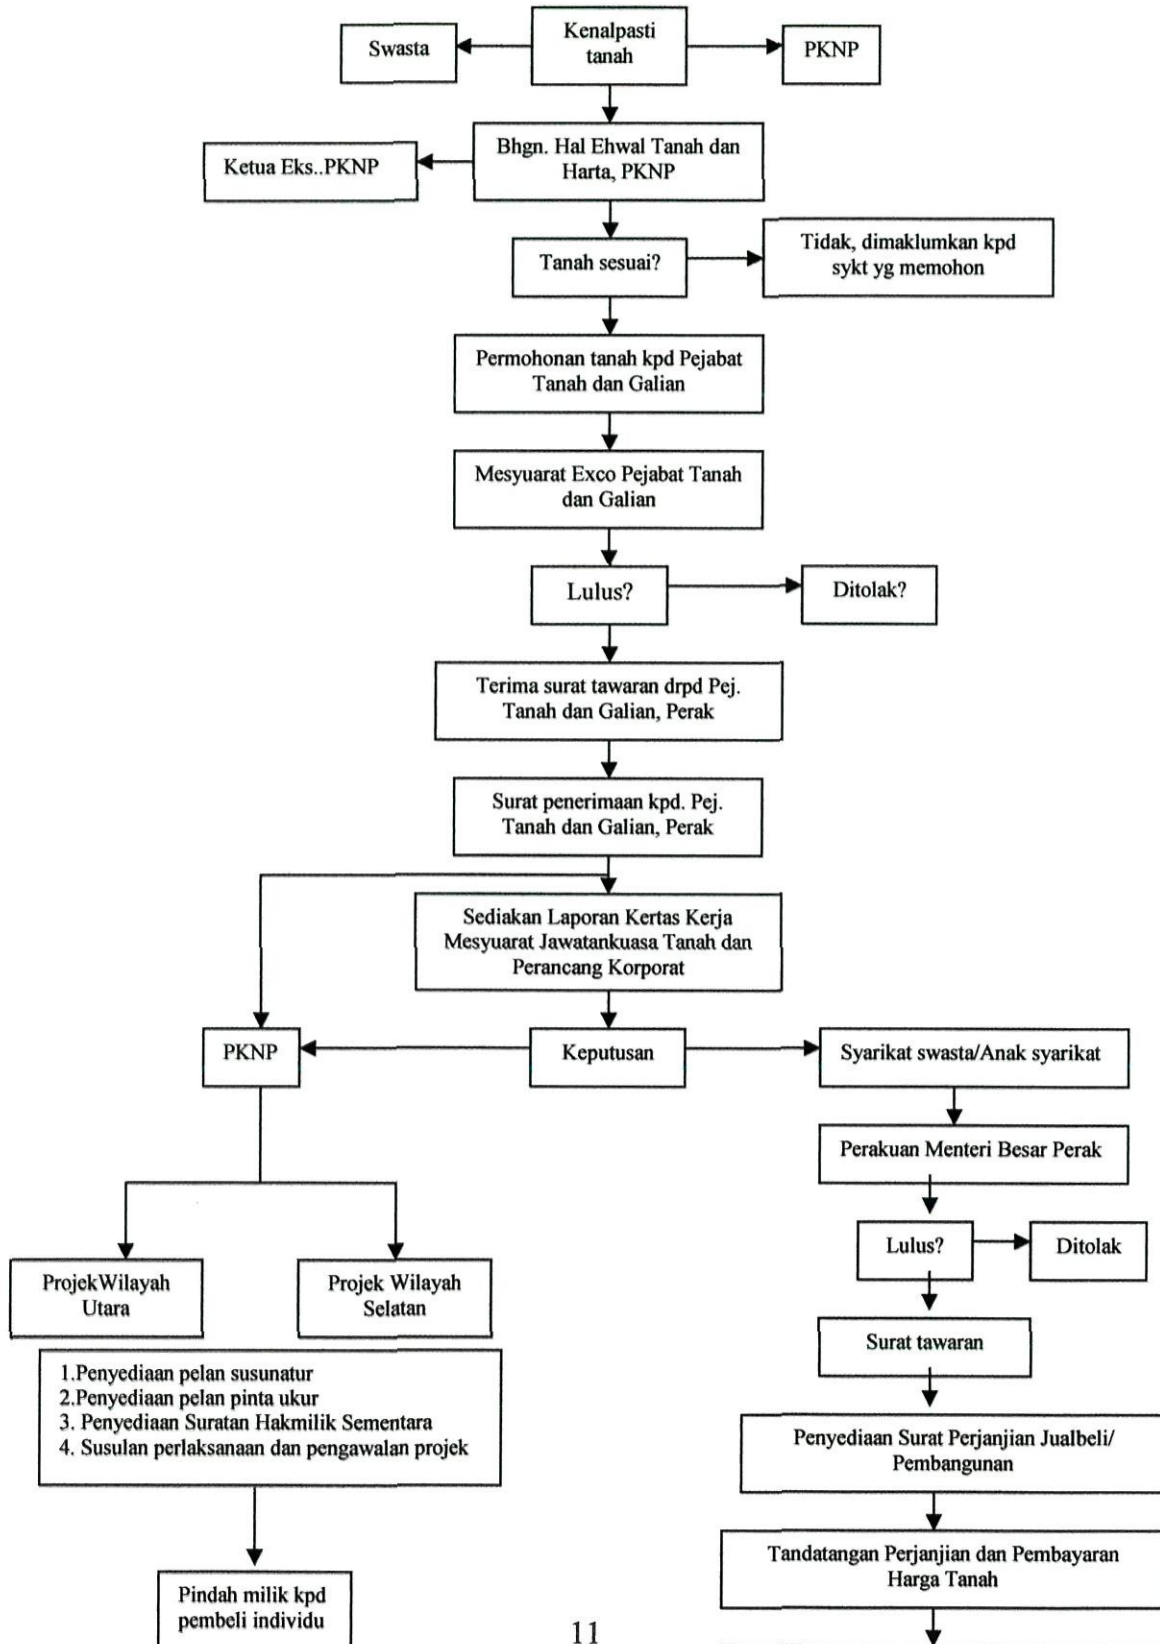 Kenalpasti
tanah
Swasta
PKNP
Bhgn. Hal Ehwal Tanah dan
Harta, PKNP
Ketua Eks..PKNP
Tanah sesuai?
Tidak, dimaklumkan kpd
sykt yg memohon
Permohonan tanah kpd Pejabat
Tanah dan Galian
Mesyuarat Exco Pejabat Tanah
dan Galian
Lulus?
Ditolak?
Terima surat tawaran drpd Pej.
Tanah dan Galian, Perak
Surat penerimaan kpd. Pej.
Tanah dan Galian, Perak
Sediakan Laporan Kertas Kerja
Mesyuarat Jawatankuasa Tanah dan
Perancang Korporat
PKNP
Keputusan
Syarikat swasta/Anak syarikat
Perakuan Menteri Besar Perak
Lulus?
Ditolak
ProjekWilayah
Utara
Projek Wilayah
Selatan
Surat tawaran
1.Penyediaan pelan susunatur
2.Penyediaan pelan pinta ukur
3. Penyediaan Suratan Hakmilik Sementara
4. Susulan perlaksanaan dan pengawalan projek
Penyediaan Surat Perjanjian Jualbeli/
Pembangunan
Tandatangan Perjanjian dan Pembayaran
Harga Tanah
Pindah milik kpd
pembeli individu
11